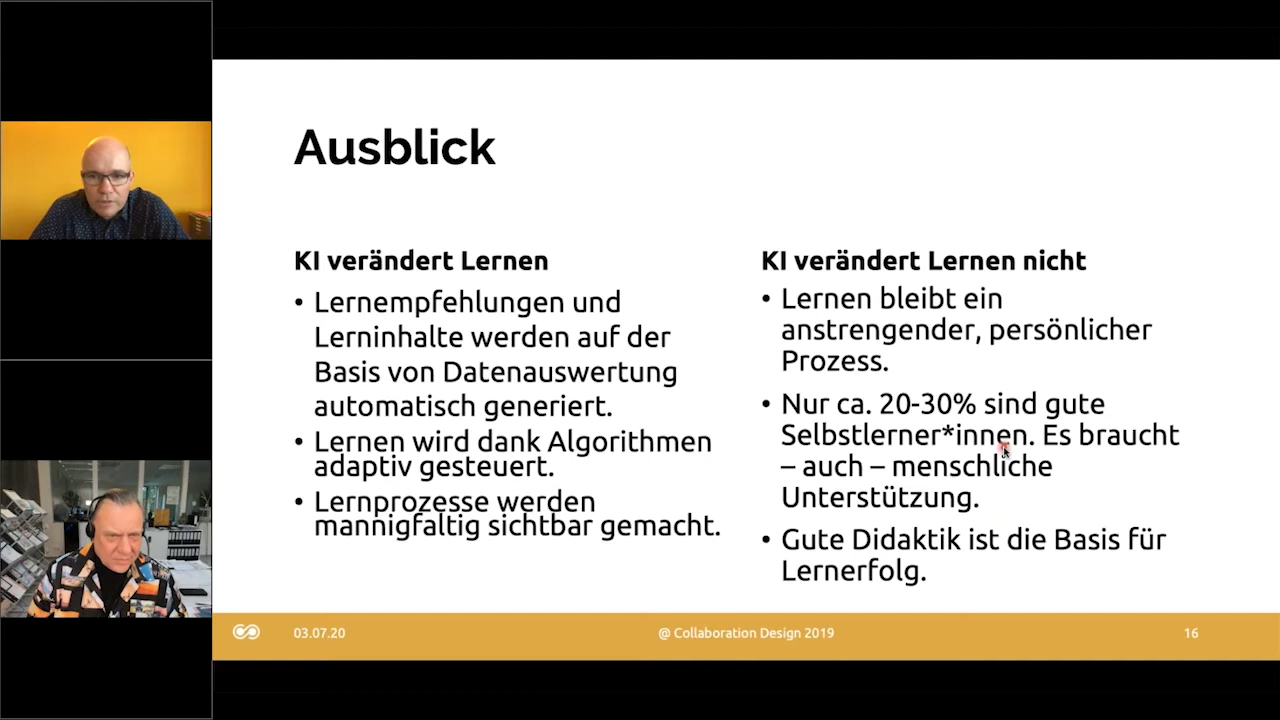 Ausblick
KI verändert Lernen
• Lernempfehlungen und
Lerninhalte werden auf der
Basis von Datenauswertung
automatisch generiert.
• Lernen wird dank Algorithmen
adaptiv gesteuert.
• Lernprozesse werden
mannigfaltig sichtbar gemacht.
KI verändert Lernen nicht
• Lernen bleibt ein
anstrengender, persönlicher
Prozess.
• Nur ca. 20-30% sind gute
Selbstlerner*innen. Es braucht
– auch – menschliche
Unterstützung.
• Gute Didaktik ist die Basis für
Lernerfolg.
03.07.20
@ Collaboration Design 2019
16